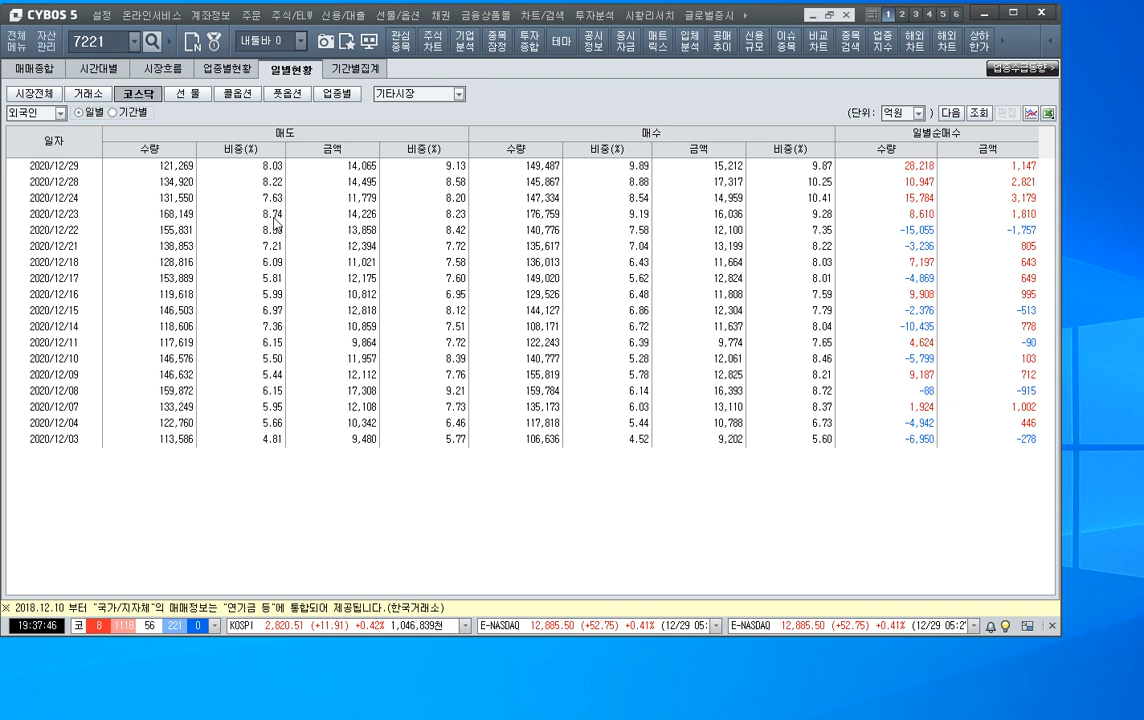 CYBOS 5 설정 온라인서비스 계좌정보 주문 주식/ELW 신용/대출 선물/옵션 채권 금융상품몰 차트/검색 투자분석 시황리서치 글로벌증시 1 2 3 4 5 6
전체메뉴 자산관리 7221 내툴바 0 관심종목 주식차트 기업분석 종목잠정 투자종합 테마 공시정보 증시자금 매트릭스 입체분석 공매추이 신용규모 이슈종목 비교차트 종목검색 업종지수 해외차트 해외차트 상하한가
매매종합 시간대별 시장흐름 업종별현황 일별현황 기간별집계 업종수급동향 >
시장전체 거래소 코스닥 선 물 콜옵션 풋옵션 업종별 기타시장
외국인 일별 기간별 (단위: 억원 ) 다음 조회 편집
일자 매도 매수 일별순매수
수량 비중(%) 금액 비중(%) 수량 비중(%) 금액 비중(%) 수량 금액
2020/12/29 121,269 8.03 14,065 9.13 149,487 9.89 15,212 9.87 28,218 1,147
2020/12/28 134,920 8.22 14,495 8.58 145,867 8.88 17,317 10.25 10,947 2,821
2020/12/24 131,550 7.63 11,779 8.20 147,334 8.54 14,959 10.41 15,784 3,179
2020/12/23 168,149 8.74 14,226 8.23 176,759 9.19 16,036 9.28 8,610 1,810
2020/12/22 155,831 13,858 8.42 140,776 7.58 12,100 7.35 -15,055 -1,757
2020/12/21 138,853 7.21 12,394 7.72 135,617 7.04 13,199 8.22 -3,236 805
2020/12/18 128,816 6.09 11,021 7.58 136,013 6.43 11,664 8.03 7,197 643
2020/12/17 153,889 5.81 12,175 7.60 149,020 5.62 12,824 8.01 -4,869 649
2020/12/16 119,618 5.99 10,812 6.95 129,526 6.48 11,808 7.59 9,908 995
2020/12/15 146,503 6.97 12,818 8.12 144,127 6.86 12,304 7.79 -2,376 -513
2020/12/14 118,606 7.36 10,859 7.51 108,171 6.72 11,637 8.04 -10,435 778
2020/12/11 117,619 6.15 9,864 7.72 122,243 6.39 9,774 7.65 4,624 -90
2020/12/10 146,576 5.50 11,957 8.39 140,777 5.28 12,061 8.46 -5,799 103
2020/12/09 146,632 5.44 12,112 7.76 155,819 5.78 12,825 8.21 9,187 712
2020/12/08 159,872 6.15 17,308 9.21 159,784 6.14 16,393 8.72 -88 -915
2020/12/07 133,249 5.95 12,108 7.73 135,173 6.03 13,110 8.37 1,924 1,002
2020/12/04 122,760 5.66 10,342 6.46 117,818 5.44 10,788 6.73 -4,942 446
2020/12/03 113,586 4.81 9,480 5.77 106,636 4.52 9,202 5.60 -6,950 -278
※ 2018.12.10 부터 "국가/지자체"의 매매정보는 "연기금 등"에 통합되어 제공됩니다.(한국거래소)
19:37:46 코 8 1118 56 221 0 KOSPI 2,820.51 (+11.91) +0.42% 1,046,839천 E-NASDAQ 12,885.50 (+52.75) +0.41% (12/29 05: E-NASDAQ 12,885.50 (+52.75) +0.41% (12/29 05:2